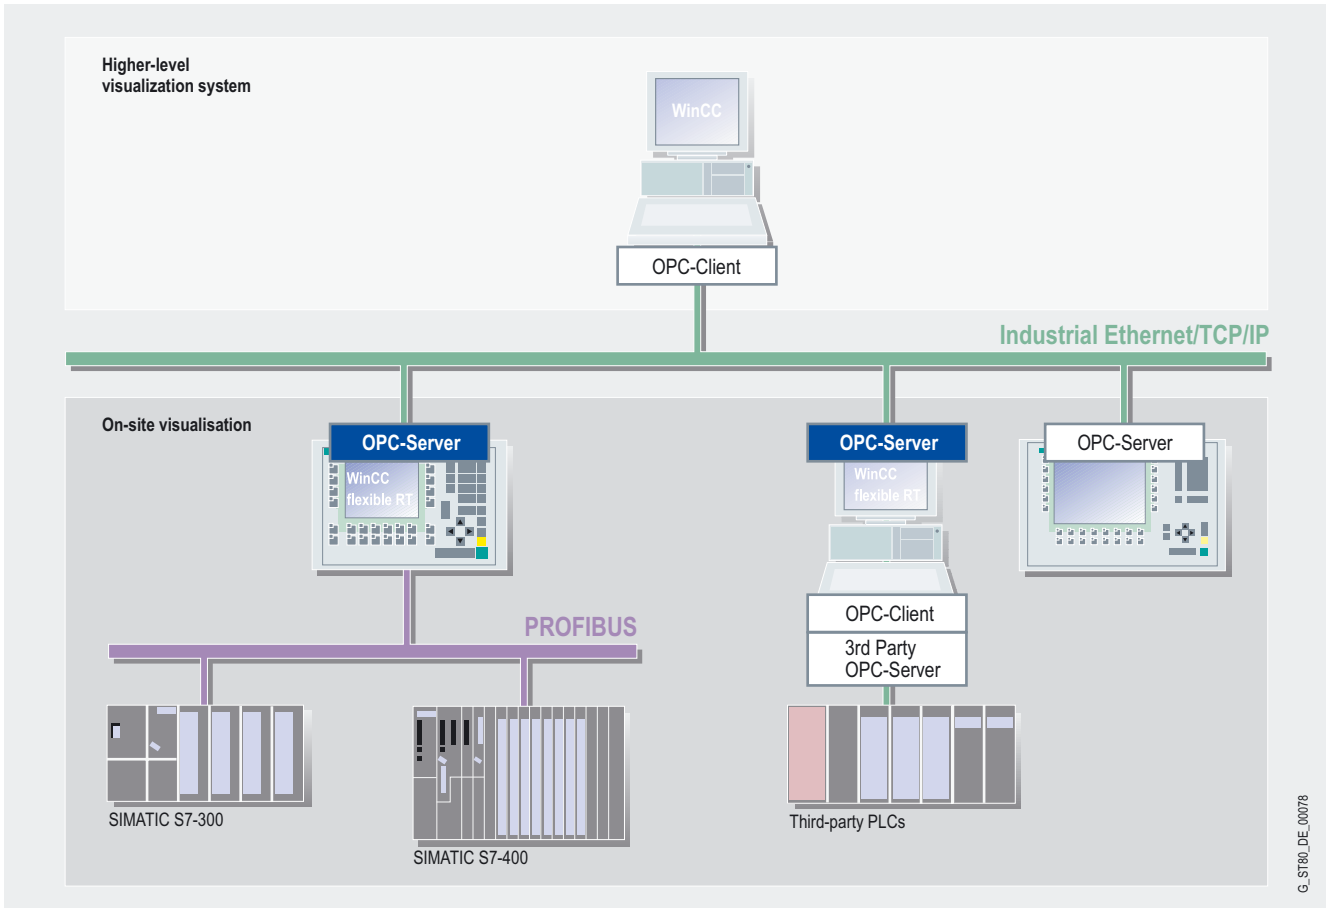 Higher-level
visualization system
WinCC
OPC-Client
Industrial Ethernet/TCP/IP
On-site visualisation
OPC-Server
WinCC
flexible RT
OPC-Server
WinCC
flexible RT
OPC-Server
OPC-Client
3rd Party
OPC-Server
PROFIBUS
SIMATIC S7-300
SIMATIC S7-400
Third-party PLCs
G_ST80_DE_00078